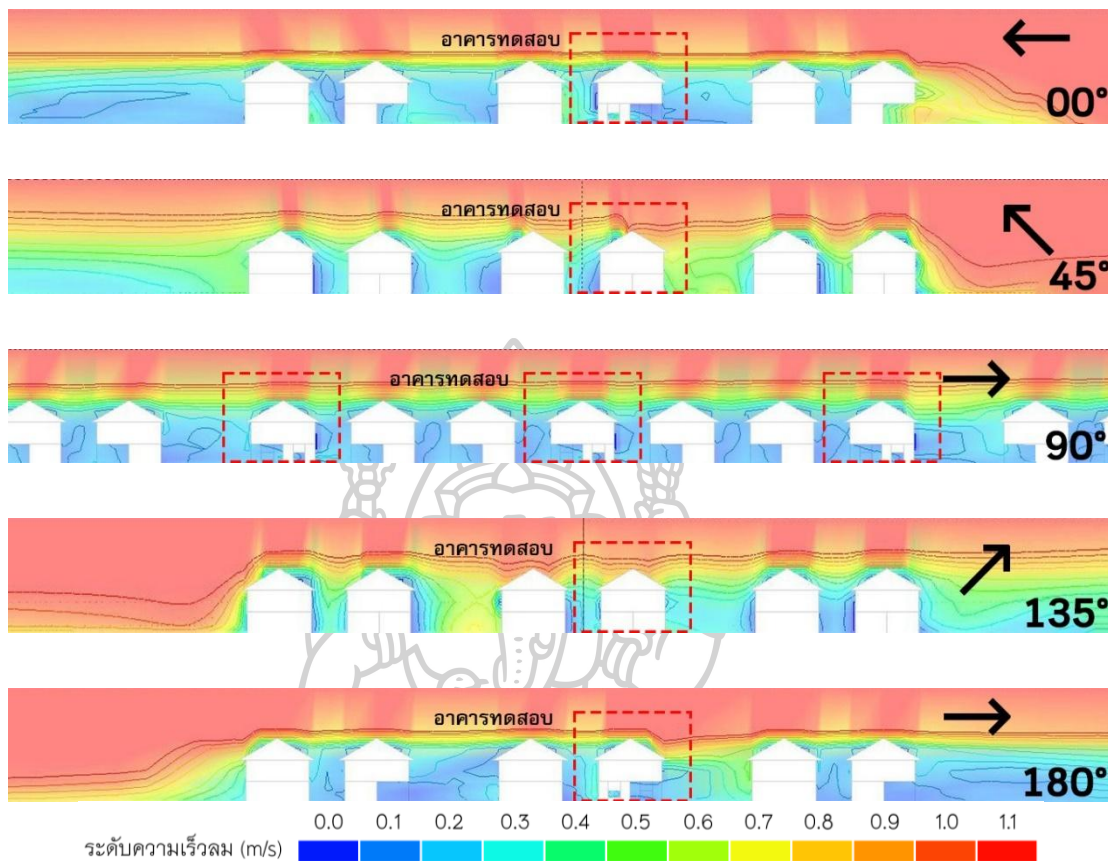 อาคารทดสอบ
00°
อาคารทดสอบ
45°
อาคารทดสอบ
90°
อาคารทดสอบ
135°
อาคารทดสอบ
180°
0.0 0.1 0.2 0.3 0.4 0.5 0.6 0.7 0.8 0.9 1.0 1.1
ระดับความเร็วลม (m/s)